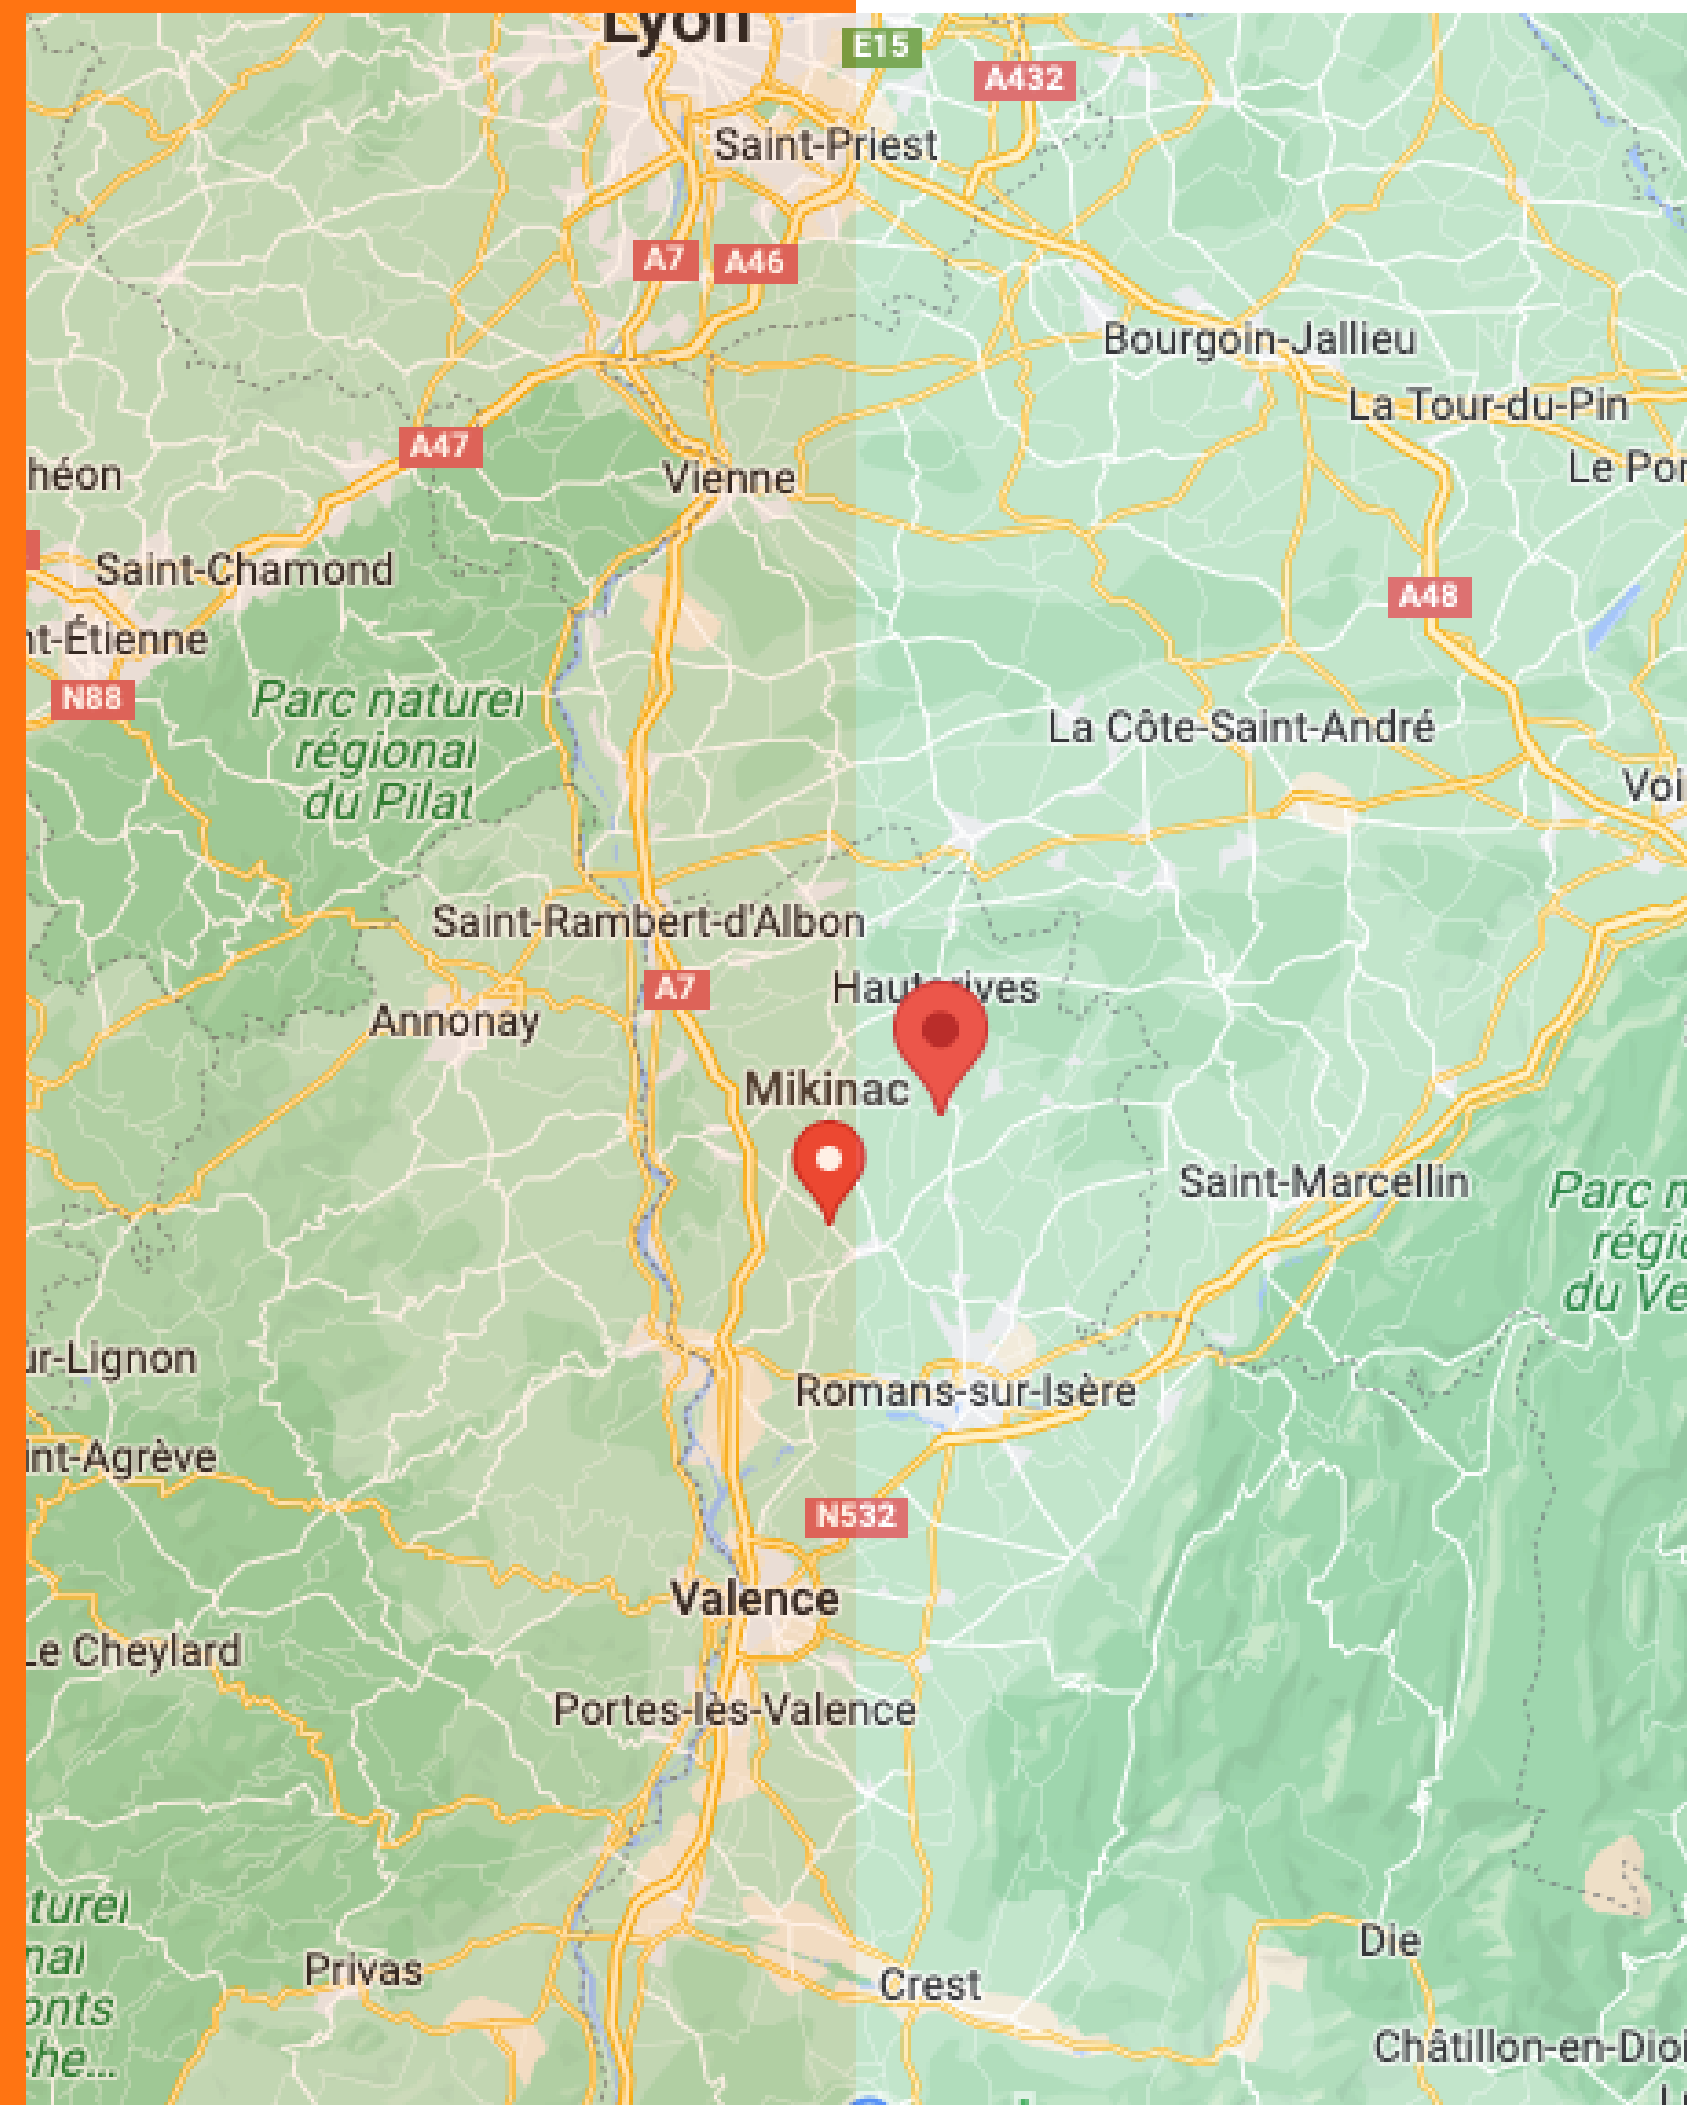 Lyon
E15
A432
Saint-Priest
A7
A46
Bourgoin-Jallieu
La Tour-du-Pin
A47
héon
Vienne
Le Por
Saint-Chamond
A48
nt-Étienne
N88
Parc naturel
régional
du Pilat
La Côte-Saint-André
Voi
Saint-Rambert-d'Albon
A7
Hauterives
Annonay
Mikinac
Saint-Marcellin
Parc n
régio
du Ve
ur-Lignon
Romans-sur-Isère
int-Agrève
N532
Valence
Le Cheylard
Portes-lès-Valence
turel
nal
onts
che...
Privas
Die
Crest
Châtillon-en-Dioi